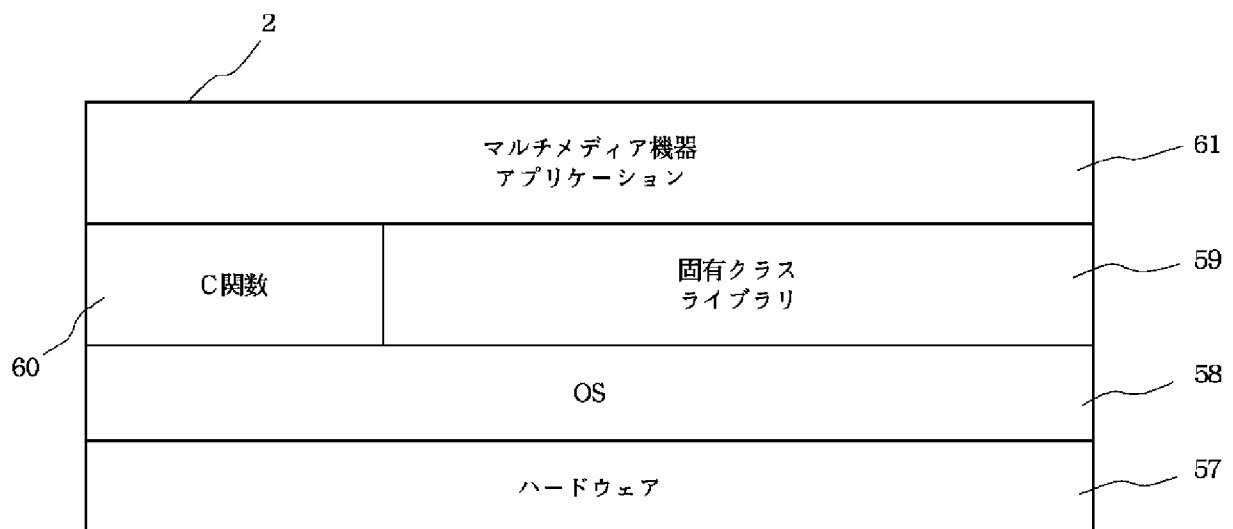 2
マルチメディア機器
アプリケーション
61
C関数
固有クラス
ライブラリ
59
60
OS
58
ハードウェア
57